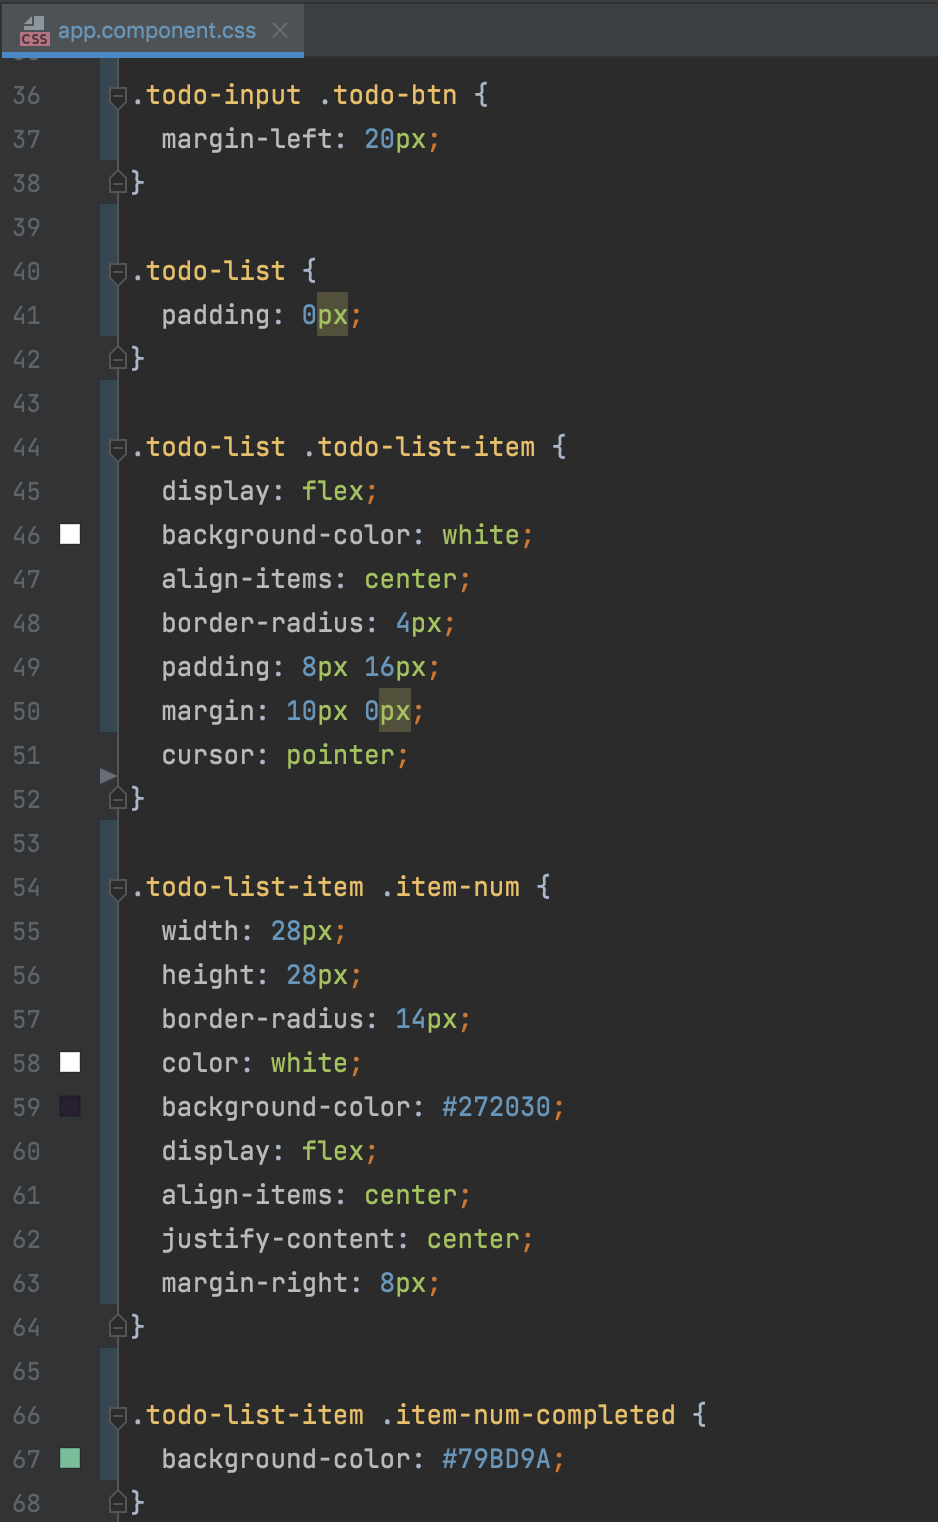 CSS app.component.css
36 .todo-input .todo-btn {
37 margin-left: 20px;
38 }
39
40 .todo-list {
41 padding: 0px;
42 }
43
44 .todo-list .todo-list-item {
45 display: flex;
46 background-color: white;
47 align-items: center;
48 border-radius: 4px;
49 padding: 8px 16px;
50 margin: 10px 0px;
51 cursor: pointer;
52 }
53
54 .todo-list-item .item-num {
55 width: 28px;
56 height: 28px;
57 border-radius: 14px;
58 color: white;
59 background-color: #272030;
60 display: flex;
61 align-items: center;
62 justify-content: center;
63 margin-right: 8px;
64 }
65
66 .todo-list-item .item-num-completed {
67 background-color: #79BD9A;
68 }